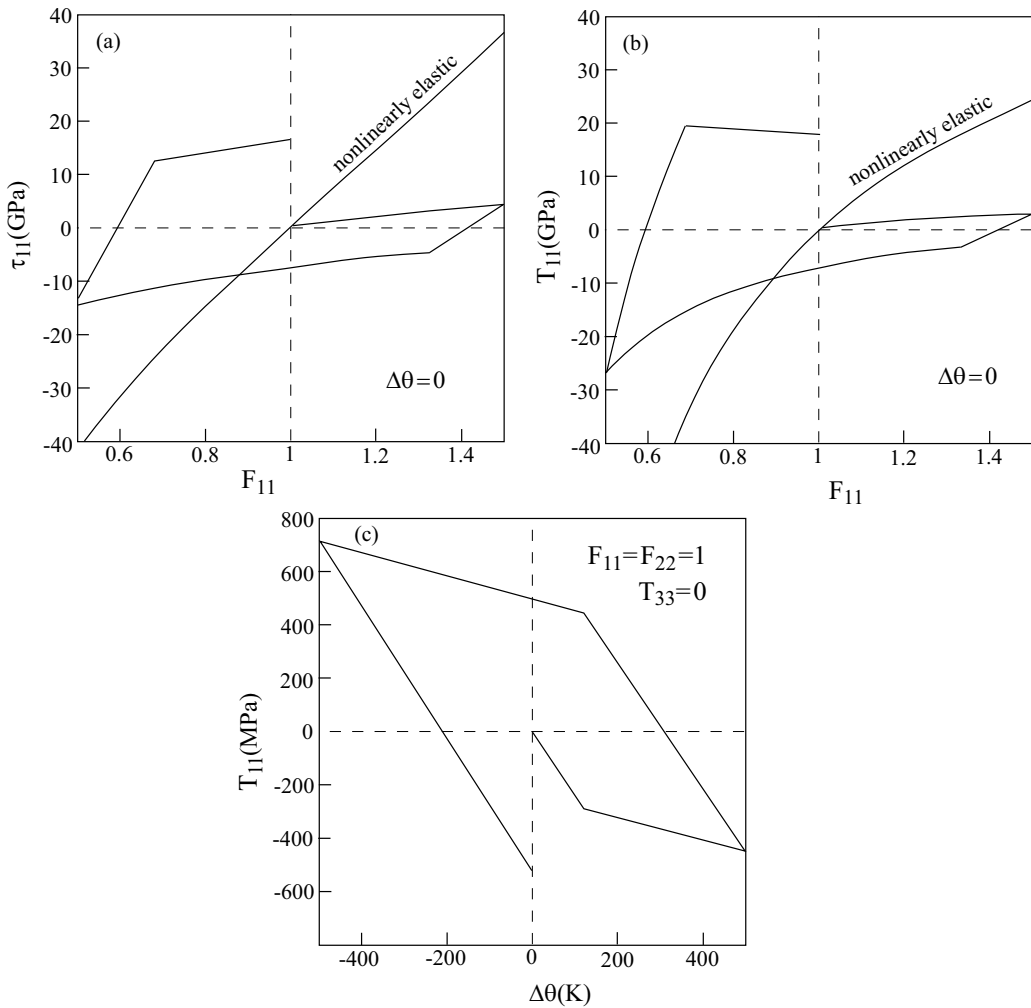 (a)
40
30
20
10
0
-10
-20
-30
-40
τ11(GPa)
nonlinearly elastic
Δθ=0
0.6 0.8 1 1.2 1.4
F11
(b)
40
30
20
10
0
-10
-20
-30
-40
T11(GPa)
nonlinearly elastic
Δθ=0
0.6 0.8 1 1.2 1.4
F11
(c)
800
600
400
200
0
-200
-400
-600
T11(MPa)
F11=F22=1
T33=0
-400 -200 0 200 400
Δθ(K)